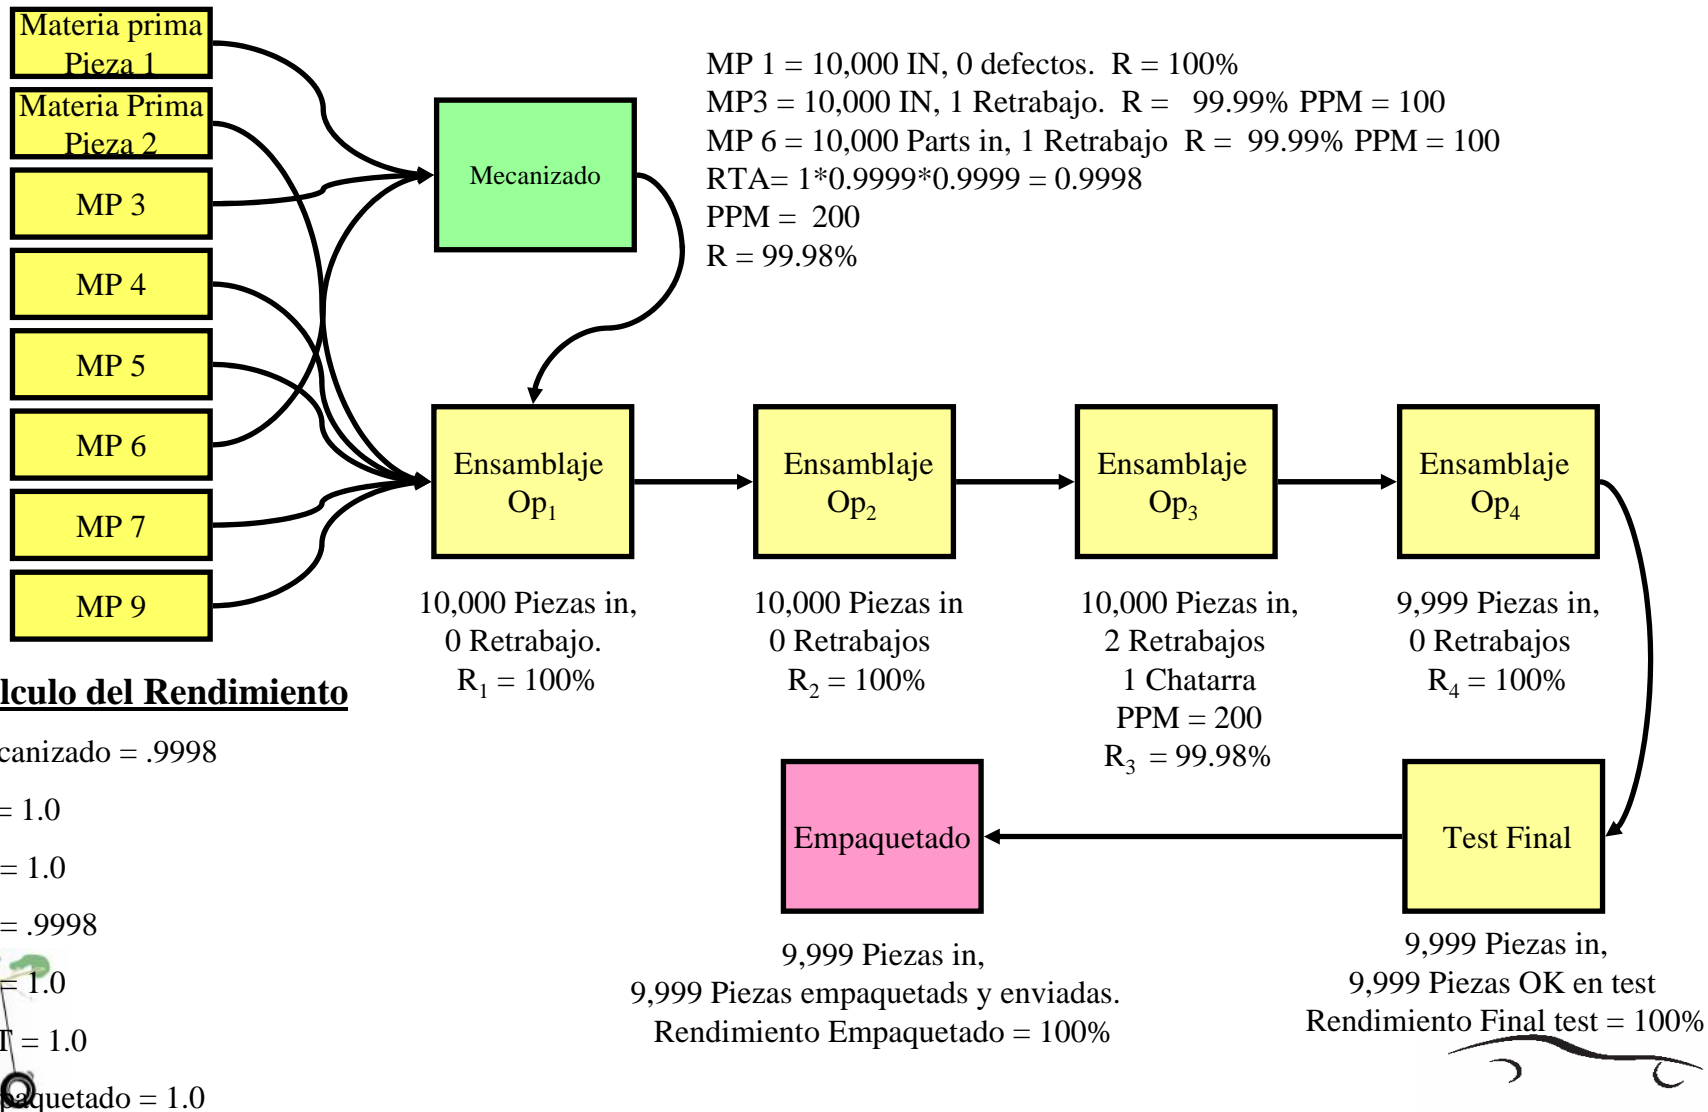 Materia prima
Pieza 1
Materia Prima
Pieza 2
MP 3
MP 4
MP 5
MP 6
MP 7
MP 9
Mecanizado
MP 1 = 10,000 IN, 0 defectos. R = 100%
MP3 = 10,000 IN, 1 Retrabajo. R = 99.99% PPM = 100
MP 6 = 10,000 Parts in, 1 Retrabajo R = 99.99% PPM = 100
RTA= 1*0.9999*0.9999 = 0.9998
PPM = 200
R = 99.98%
Ensamblaje
Op₁
Ensamblaje
Op₂
Ensamblaje
Op₃
Ensamblaje
Op₄
10,000 Piezas in,
0 Retrabajo.
R₁ = 100%
10,000 Piezas in
0 Retrabajos
R₂ = 100%
10,000 Piezas in,
2 Retrabajos
1 Chatarra
PPM = 200
R₃ = 99.98%
9,999 Piezas in,
0 Retrabajos
R₄ = 100%
lculo del Rendimiento
canizado = .9998
= 1.0
= 1.0
= .9998
= 1.0
T = 1.0
paquetado = 1.0
Empaquetado
9,999 Piezas in,
9,999 Piezas empaquetads y enviadas.
Rendimiento Empaquetado = 100%
Test Final
9,999 Piezas in,
9,999 Piezas OK en test
Rendimiento Final test = 100%